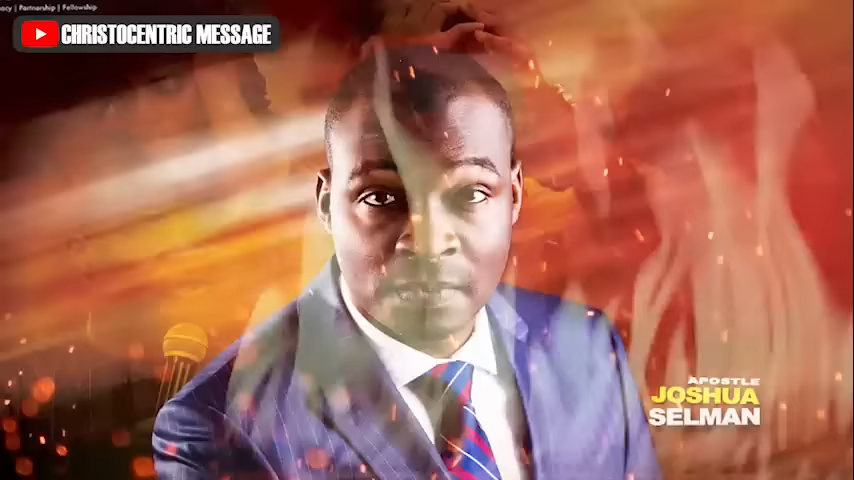 Partnership | Fellowship
CHRISTOCENTRIC MESSAGE
APOSTLE
JOSHUA
SELMAN